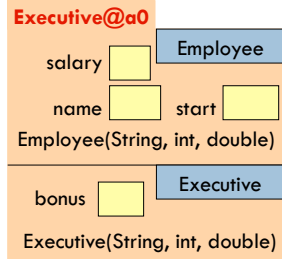 Executive@a0
Employee
salary
name start
Employee(String, int, double)
Executive
bonus
Executive(String, int, double)